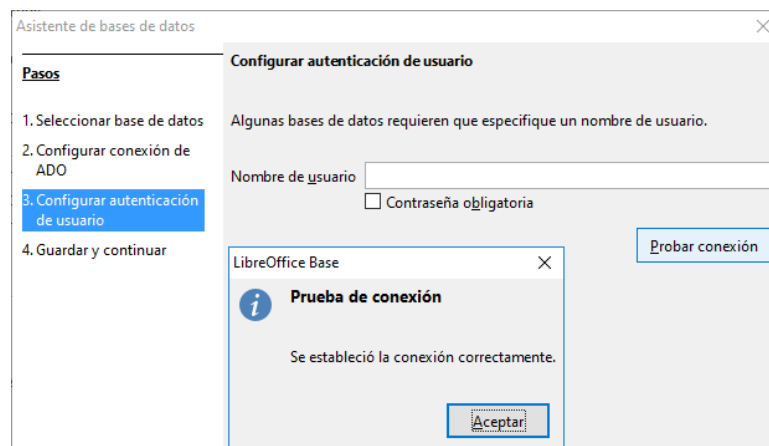 Asistente de bases de datos
Pasos
1. Seleccionar base de datos
2. Configurar conexión de
ADO
3. Configurar autenticación
de usuario
4. Guardar y continuar
Configurar autenticación de usuario
Algunas bases de datos requieren que especifique un nombre de usuario.
Nombre de usuario
Contraseña obligatoria
Probar conexión
LibreOffice Base
Prueba de conexión
Se estableció la conexión correctamente.
Aceptar